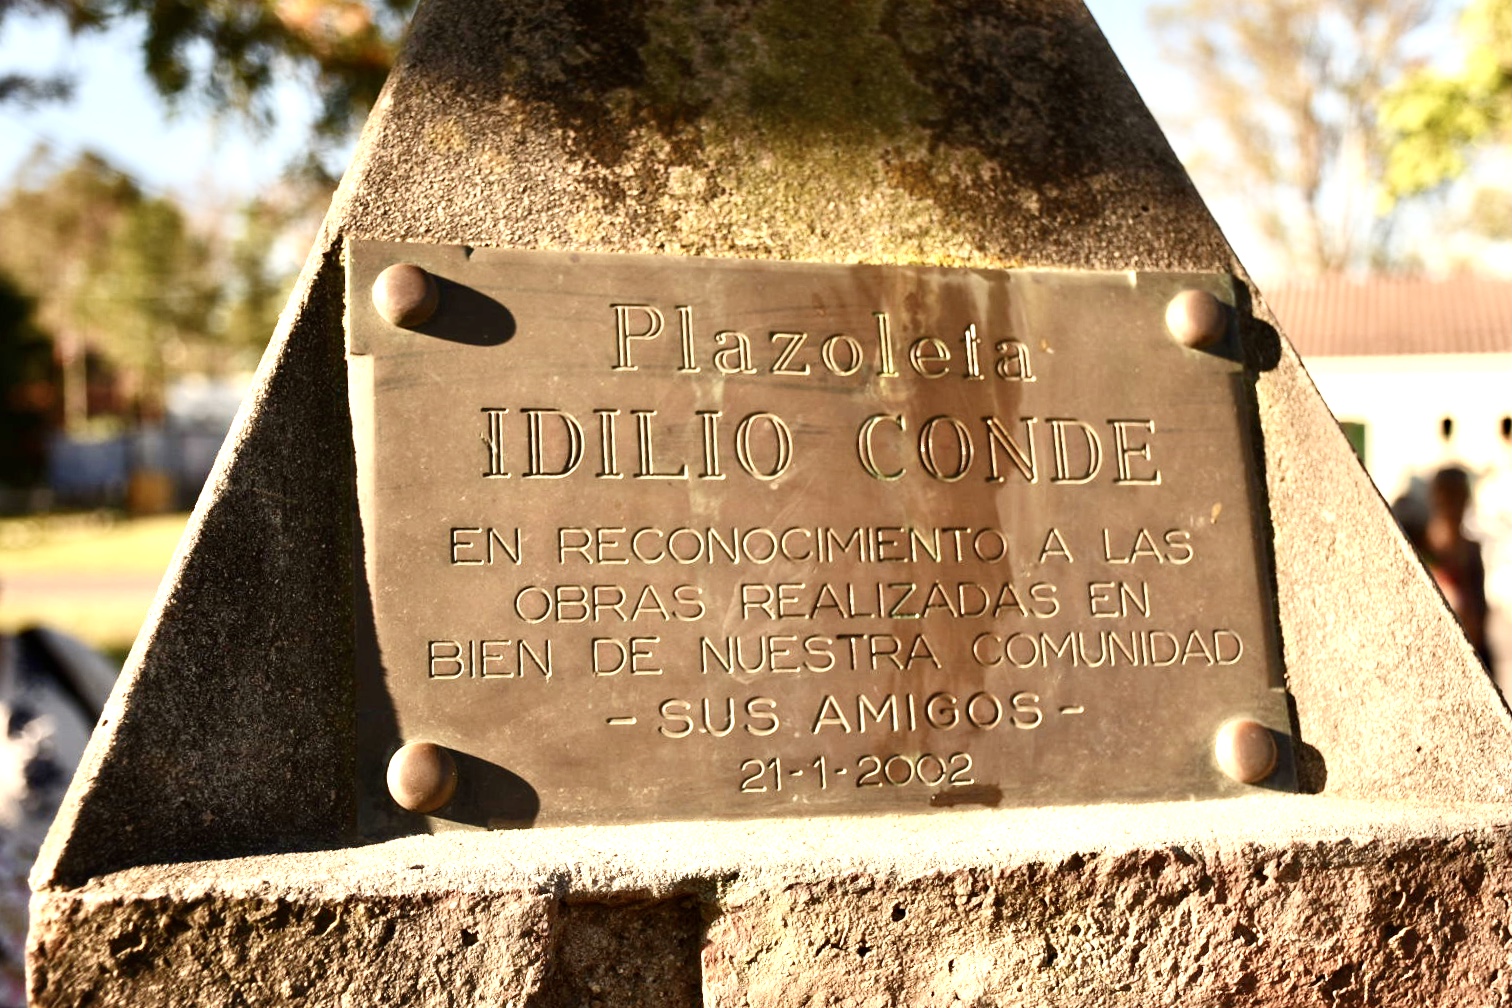 Plazoleta
IDILIO CONDE
EN RECONOCIMIENTO A LAS
OBRAS REALIZADAS EN
BIEN DE NUESTRA COMUNIDAD
- SUS AMIGOS -
21-1-2002